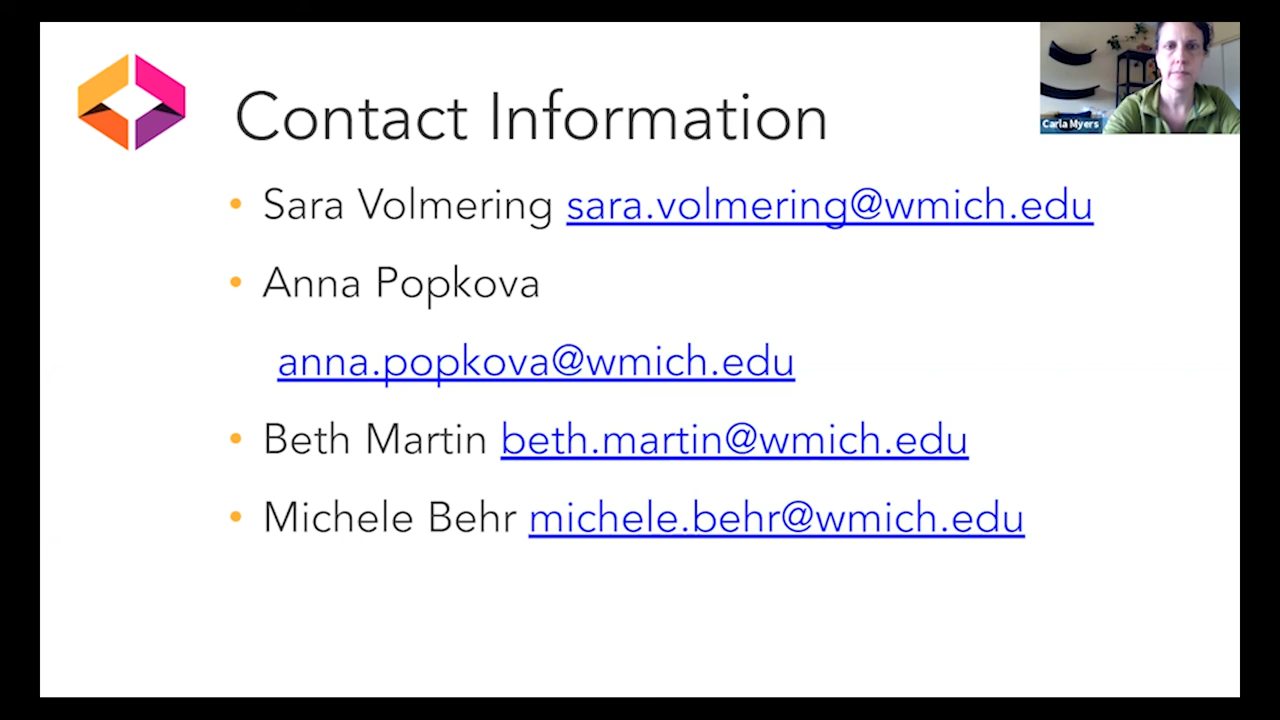 Contact Information
Carla Myers
• Sara Volmering sara.volmering@wmich.edu
• Anna Popkova
anna.popkova@wmich.edu
• Beth Martin beth.martin@wmich.edu
• Michele Behr michele.behr@wmich.edu